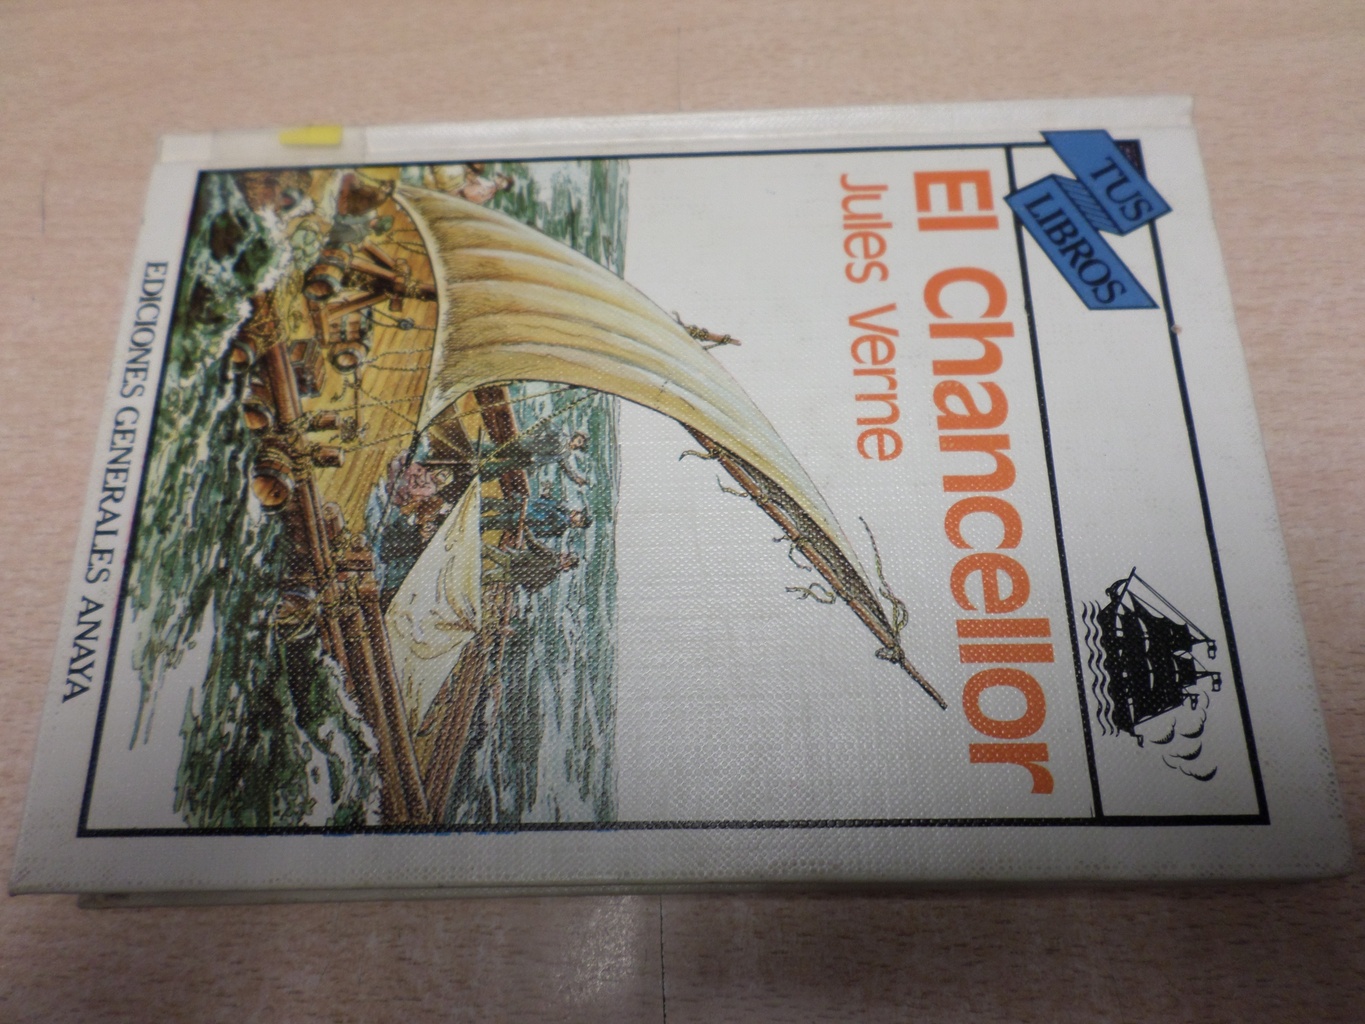 TUS
LIBROS
El Chancellor
Jules Verne
EDICIONES GENERALES ANAYA